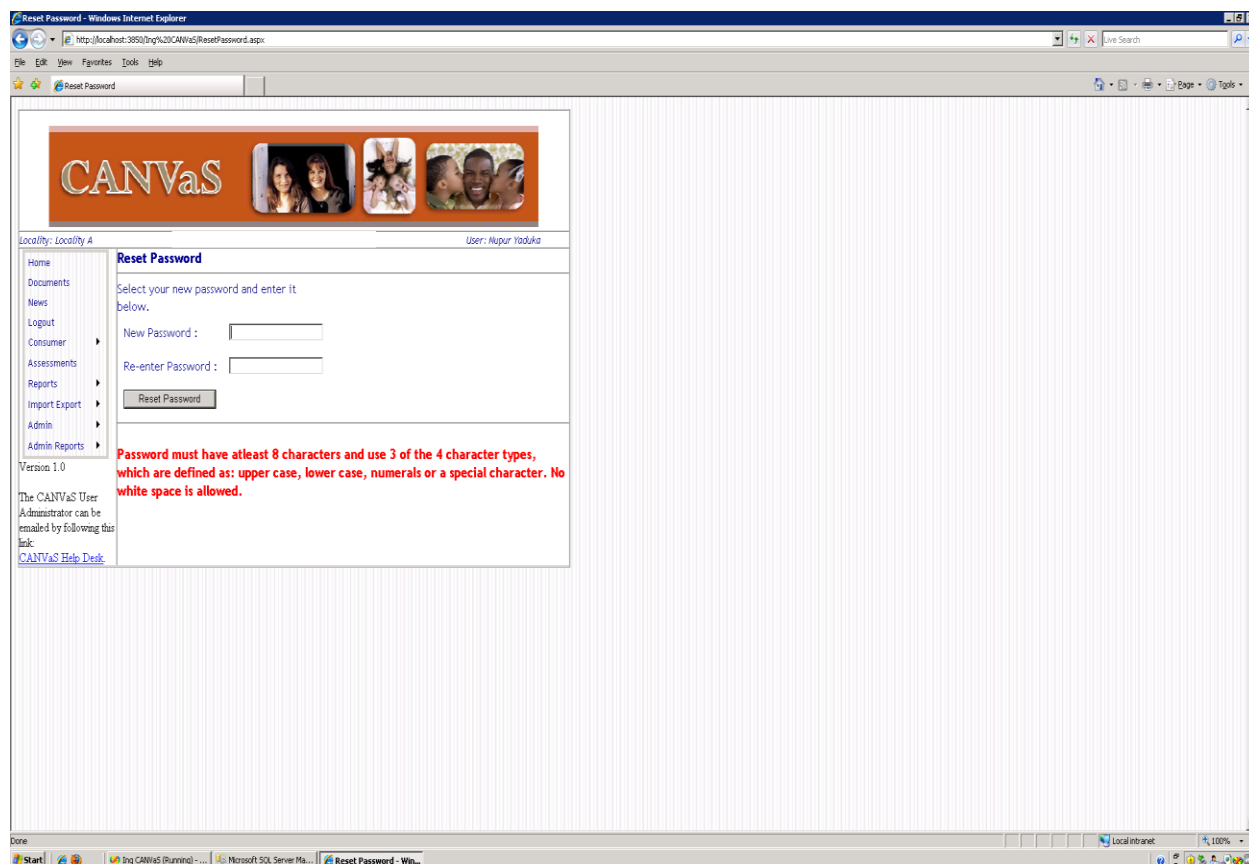 Reset Password - Windows Internet Explorer
http://localhost:3850/Ing%20CANVaS/ResetPassword.aspx
Live Search
File Edit View Favorites Tools Help
Reset Password
Page Tools
CANVaS
Locality: Locality A
User: Nupur Yaduka
Home
Documents
News
Logout
Consumer
Assessments
Reports
Import Export
Admin
Admin Reports
Version 1.0
The CANVaS User
Administrator can be
emailed by following this
link:
CANVaS Help Desk.
Reset Password
Select your new password and enter it
below.
New Password :
Re-enter Password :
Reset Password
Password must have atleast 8 characters and use 3 of the 4 character types,
which are defined as: upper case, lower case, numerals or a special character. No
white space is allowed.
Done
Local intranet
100%
Start
Ing CANVaS (Running) - ...
Microsoft SQL Server Ma...
Reset Password - Win...